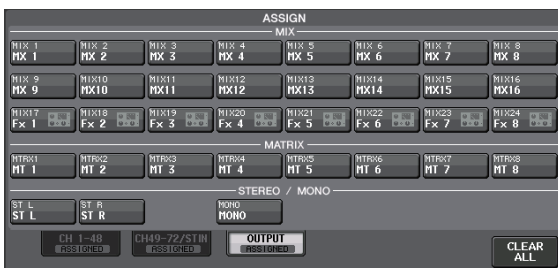 ASSIGN
MIX
MIX 1 MIX 2 MIX 3 MIX 4 MIX 5 MIX 6 MIX 7 MIX 8
MX 1 MX 2 MX 3 MX 4 MX 5 MX 6 MX 7 MX 8
MIX 9 MIX10 MIX11 MIX12 MIX13 MIX14 MIX15 MIX16
MX 9 MX10 MX11 MX12 MX13 MX14 MX15 MX16
MIX17 MIX18 MIX19 MIX20 MIX21 MIX22 MIX23 MIX24
Fx 1 Fx 2 Fx 3 Fx 4 Fx 5 Fx 6 Fx 7 Fx 8
MATRIX
MTRX1 MTRX2 MTRX3 MTRX4 MTRX5 MTRX6 MTRX7 MTRX8
MT 1 MT 2 MT 3 MT 4 MT 5 MT 6 MT 7 MT 8
STEREO / MONO
ST L ST R MONO
ST L ST R MONO
CH 1-48 CH49-72/STIN OUTPUT
ASSIGNED ASSIGNED ASSIGNED
CLEAR
ALL